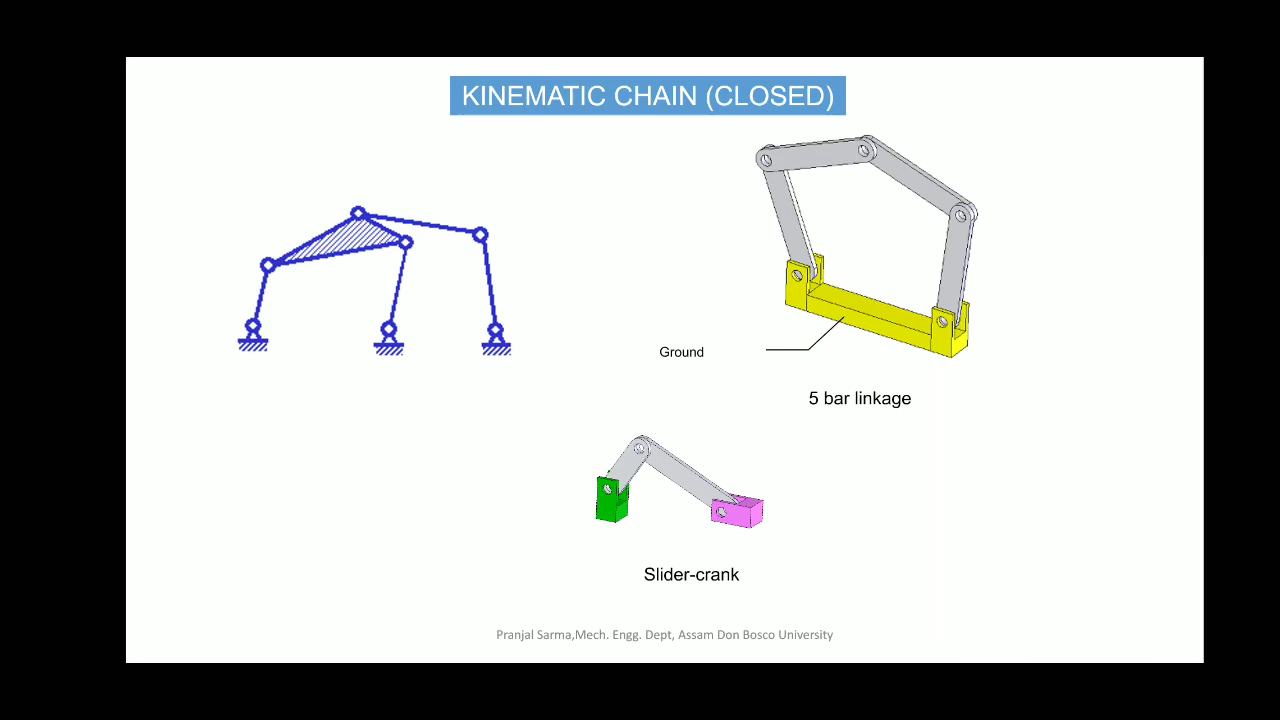 KINEMATIC CHAIN (CLOSED)
Ground
5 bar linkage
Slider-crank
Pranjal Sarma,Mech. Engg. Dept, Assam Don Bosco University